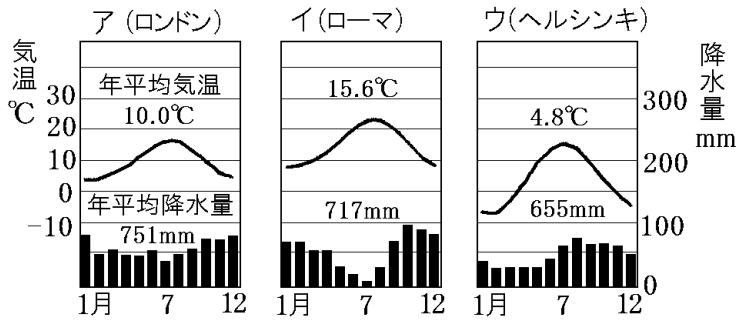 ア（ロンドン）
イ（ローマ）
ウ（ヘルシンキ）
気温℃
30
20
10
0
−10
年平均気温
10.0℃
年平均降水量
751mm
1月 7 12
15.6℃
717mm
1月 7 12
4.8℃
655mm
1月 7 12
降水量mm
300
200
100
0